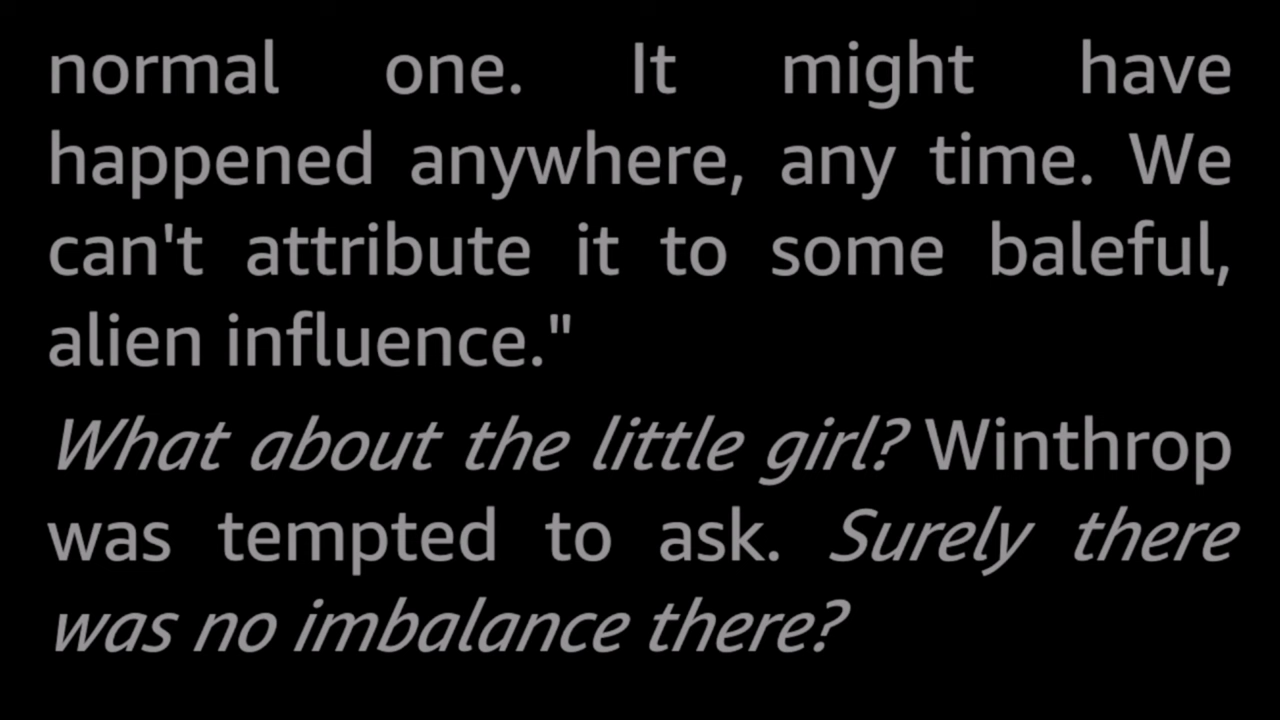 normal one. It might have
happened anywhere, any time. We
can't attribute it to some baleful,
alien influence."
What about the little girl? Winthrop
was tempted to ask. Surely there
was no imbalance there?